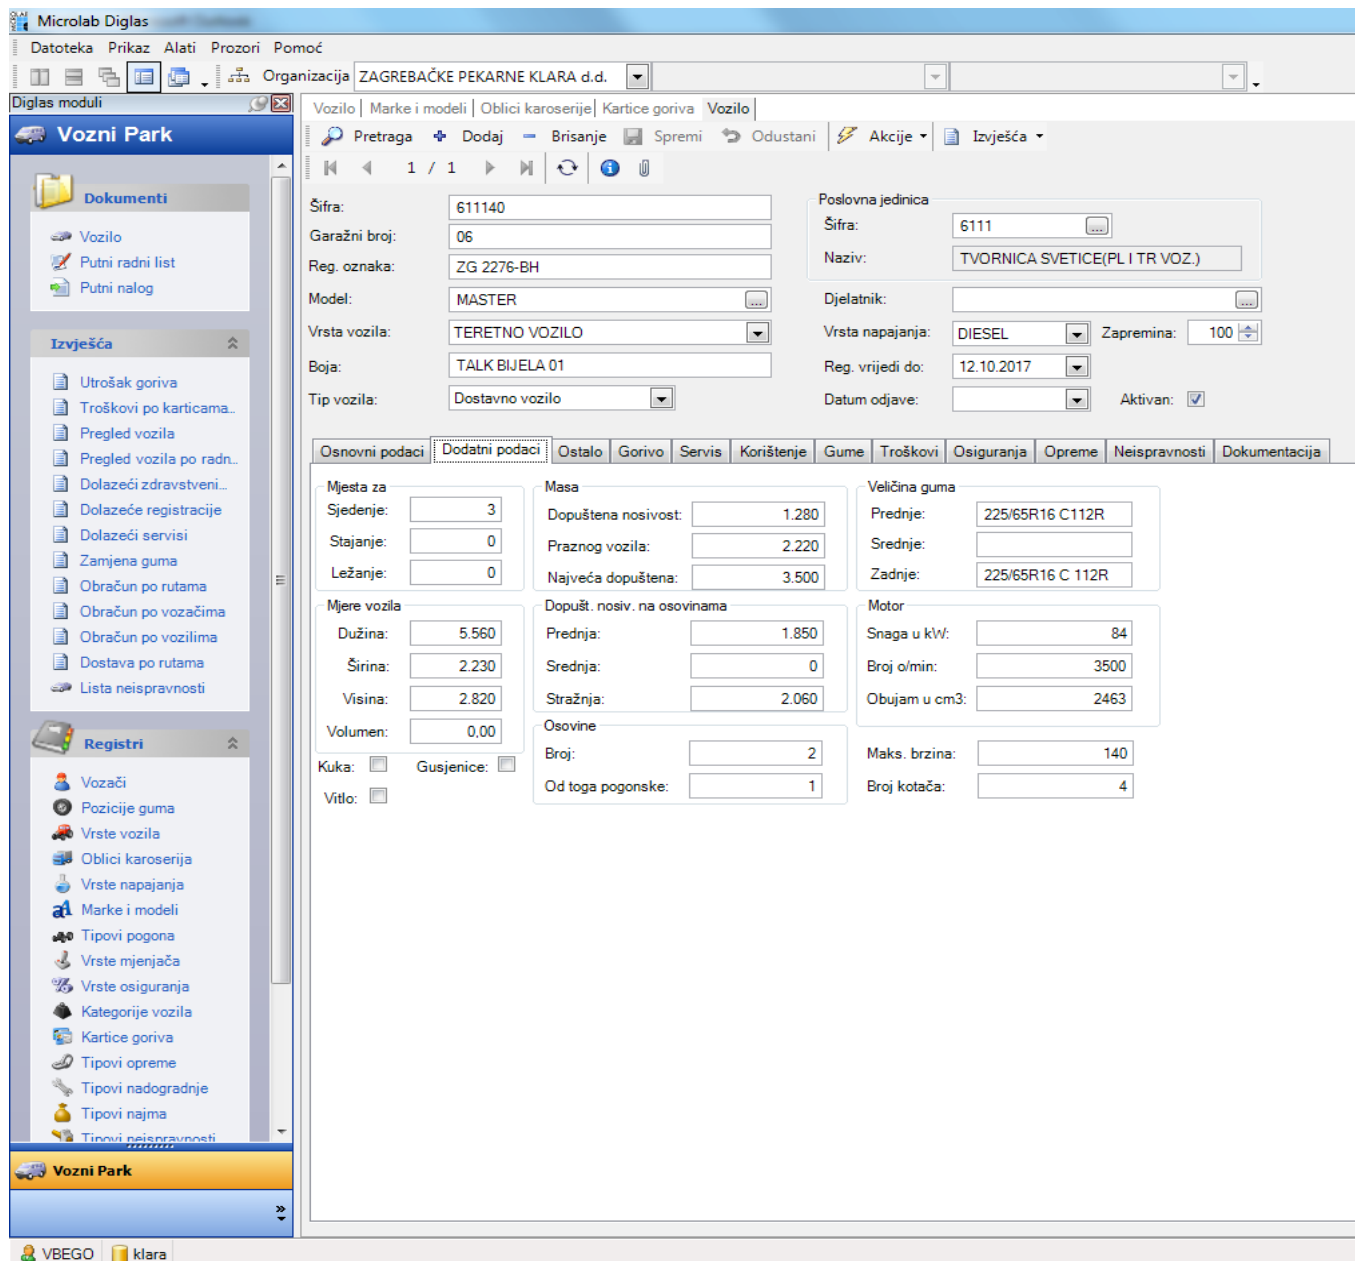 Microlab Diglas
Datoteka Prikaz Alati Prozori Pomoć
Organizacija ZAGREBAČKE PEKARNE KLARA d.d.
Diglas moduli
Vozni Park
Dokumenti
Vozilo
Putni radni list
Putni nalog
Izvješća
Utrošak goriva
Troškovi po karticama...
Pregled vozila
Pregled vozila po radn...
Dolazeći zdravstveni...
Dolazeće registracije
Dolazeći servisi
Zamjena guma
Obračun po rutama
Obračun po vozačima
Obračun po vozilima
Dostava po rutama
Lista neispravnosti
Registri
Vozači
Pozicije guma
Vrste vozila
Oblici karoserija
Vrste napajanja
Marke i modeli
Tipovi pogona
Vrste mjenjača
Vrste osiguranja
Kategorije vozila
Kartice goriva
Tipovi opreme
Tipovi nadogradnje
Tipovi najma
Tipovi neispravnosti
Vozni Park
Vozilo Marke i modeli Oblici karoserije Kartice goriva Vozilo
Pretraga Dodaj Brisanje Spremi Odustani Akcije Izvješća
1 / 1
Šifra: 611140
Garažni broj: 06
Reg. oznaka: ZG 2276-BH
Model: MASTER ...
Vrsta vozila: TERETNO VOZILO
Boja: TALK BIJELA 01
Tip vozila: Dostavno vozilo
Poslovna jedinica
Šifra: 6111 ...
Naziv: TVORNICA SVETICE(PL I TR VOZ.)
Djelatnik: ...
Vrsta napajanja: DIESEL Zapremina: 100
Reg. vrijedi do: 12.10.2017
Datum odjave: Aktivan:
Osnovni podaci Dodatni podaci Ostalo Gorivo Servis Korištenje Gume Troškovi Osiguranja Opreme Neispravnosti Dokumentacija
Mjesta za
Sjedenje: 3
Stajanje: 0
Ležanje: 0
Mjere vozila
Dužina: 5.560
Širina: 2.230
Visina: 2.820
Volumen: 0,00
Kuka: Gusjenice:
Vitlo:
Masa
Dopuštena nosivost: 1.280
Praznog vozila: 2.220
Najveća dopuštena: 3.500
Dopušt. nosiv. na osovinama
Prednja: 1.850
Srednja: 0
Stražnja: 2.060
Osovine
Broj: 2
Od toga pogonske: 1
Veličina guma
Prednje: 225/65R16 C112R
Srednje:
Zadnje: 225/65R16 C 112R
Motor
Snaga u kW: 84
Broj o/min: 3500
Obujam u cm3: 2463
Maks. brzina: 140
Broj kotača: 4
VBEGO klara